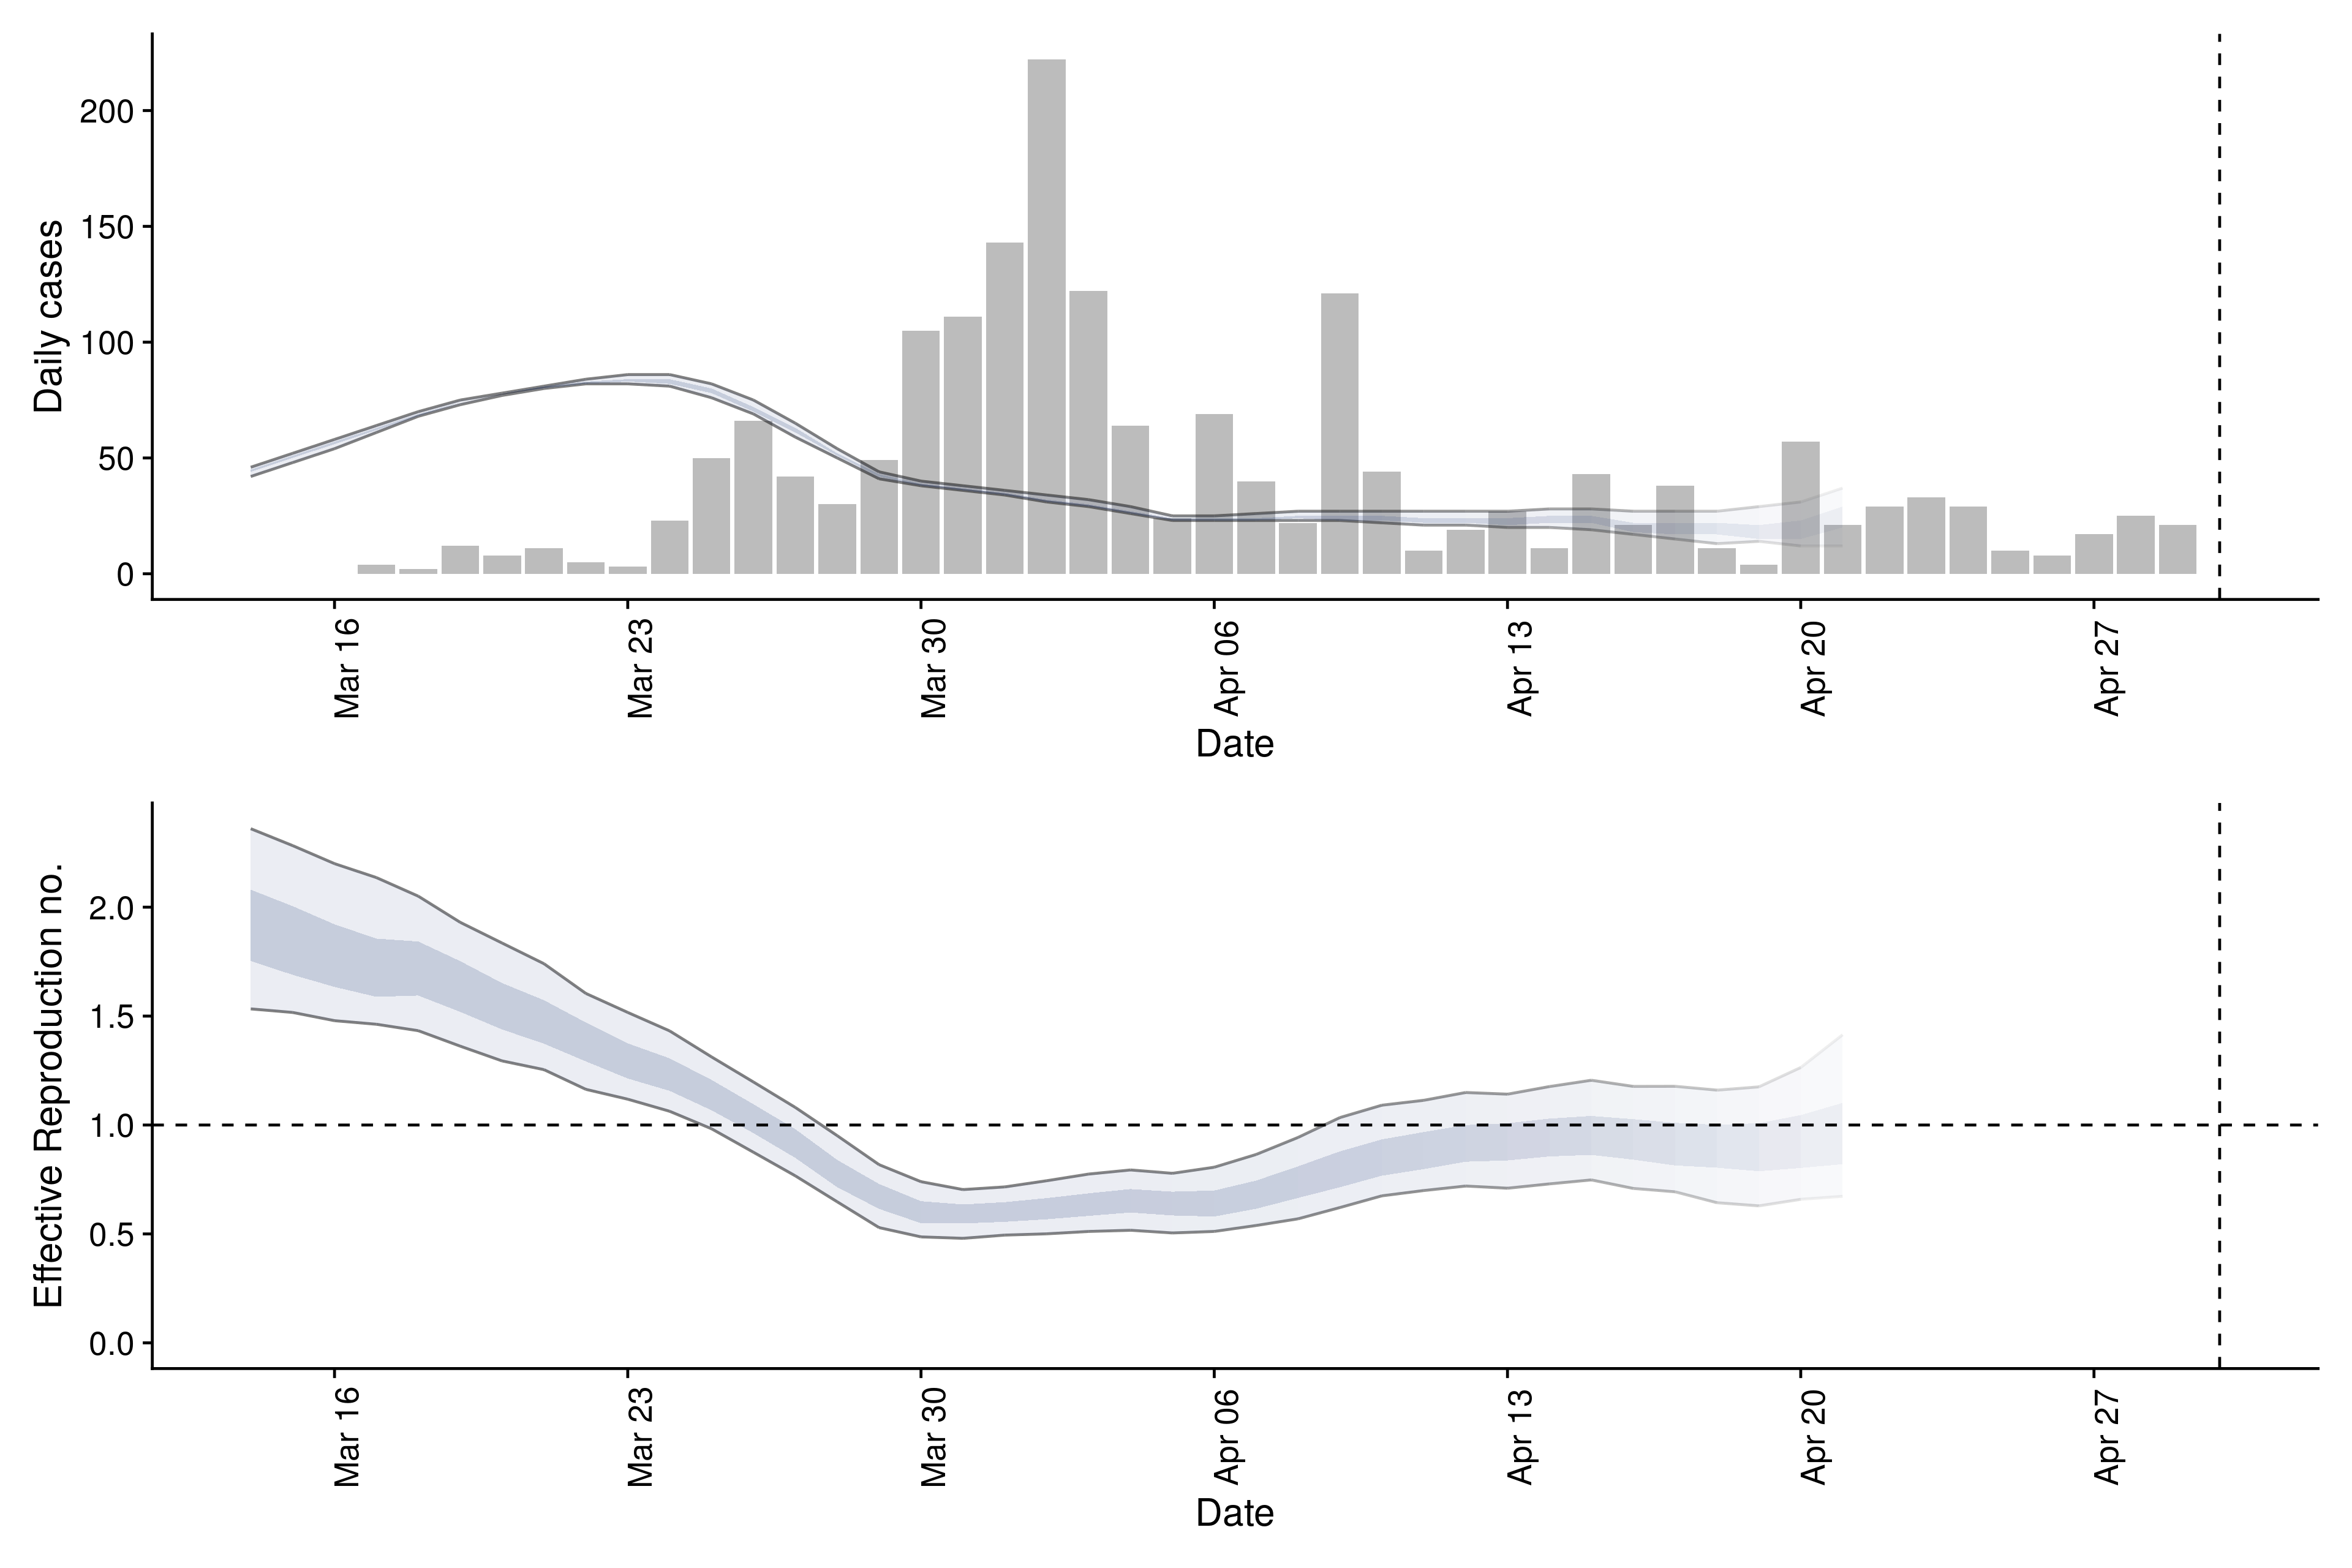 Daily cases
200
150
100
50
0
Mar 16
Mar 23
Mar 30
Apr 06
Apr 13
Apr 20
Apr 27
Date
Effective Reproduction no.
2.0
1.5
1.0
0.5
0.0
Mar 16
Mar 23
Mar 30
Apr 06
Apr 13
Apr 20
Apr 27
Date